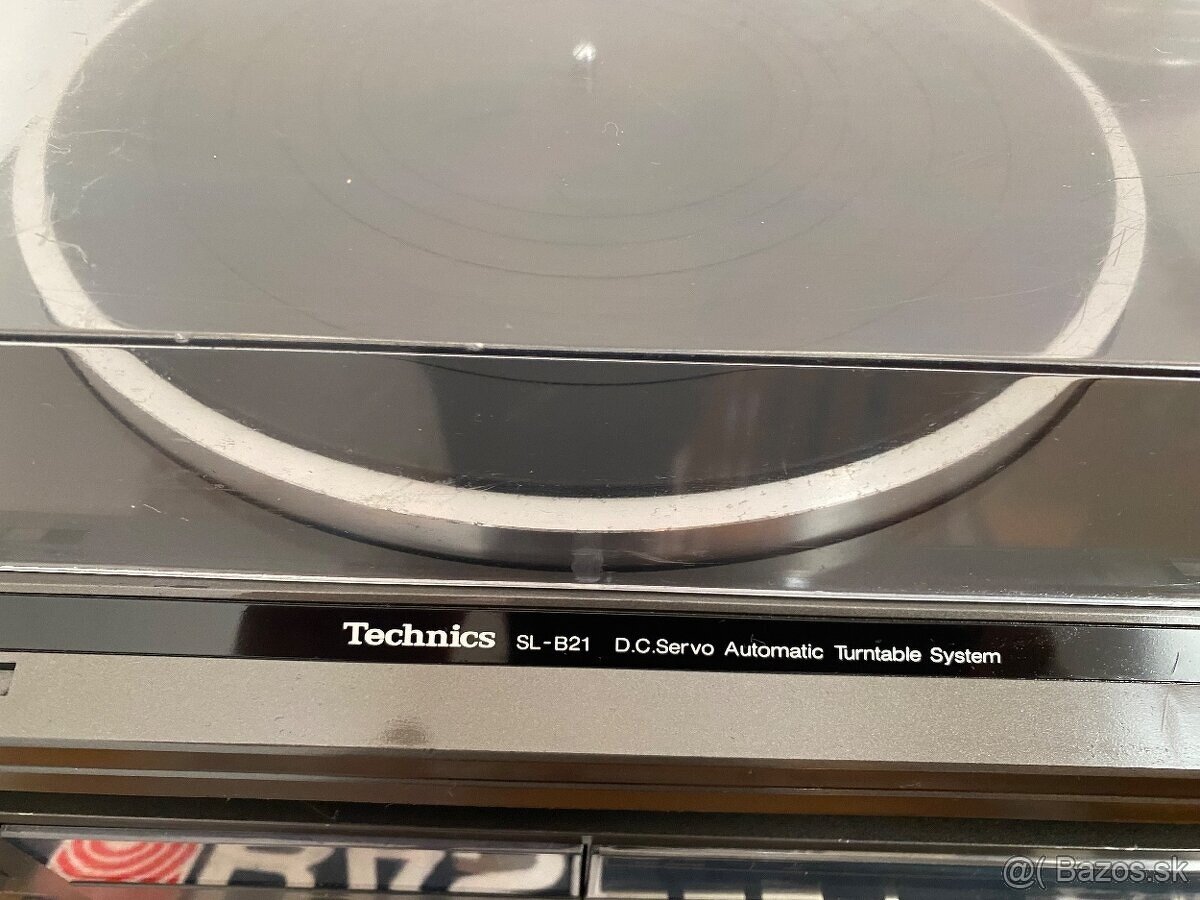 Technics SL-B21 D.C.Servo Automatic Turntable System
@( Bazos.sk